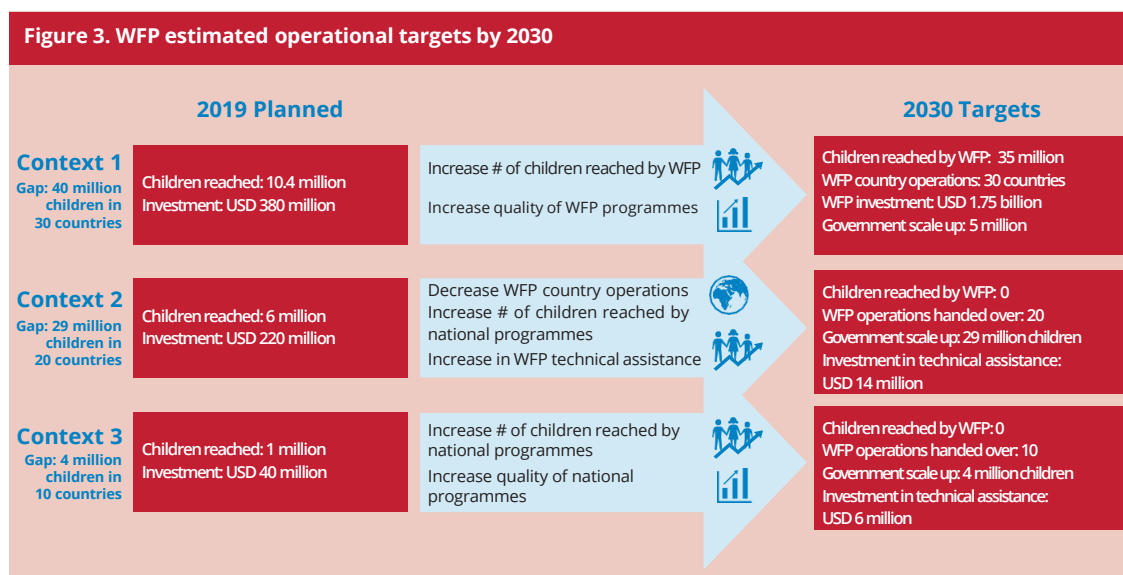 Figure 3. WFP estimated operational targets by 2030
2019 Planned
2030 Targets
Context 1
Gap: 40 million
children in
30 countries
Children reached: 10.4 million
Investment: USD 380 million
Increase # of children reached by WFP
Increase quality of WFP programmes
Children reached by WFP: 35 million
WFP country operations: 30 countries
WFP investment: USD 1.75 billion
Government scale up: 5 million
Context 2
Gap: 29 million
children in
20 countries
Children reached: 6 million
Investment: USD 220 million
Decrease WFP country operations
Increase # of children reached by
national programmes
Increase in WFP technical assistance
Children reached by WFP: 0
WFP operations handed over: 20
Government scale up: 29 million children
Investment in technical assistance:
USD 14 million
Context 3
Gap: 4 million
children in
10 countries
Children reached: 1 million
Investment: USD 40 million
Increase # of children reached by
national programmes
Increase quality of national
programmes
Children reached by WFP: 0
WFP operations handed over: 10
Government scale up: 4 million children
Investment in technical assistance:
USD 6 million